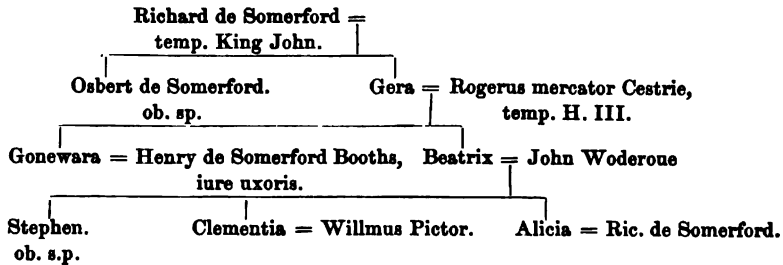 Richard de Somerford =
temp. King John.
Osbert de Somerford. Gera = Rogerus mercator Cestrie,
ob. sp. temp. H. III.
Gonewara = Henry de Somerford Booths, Beatrix = John Woderoue
iure uxoris.
Stephen. Clementia = Willmus Pictor. Alicia = Ric. de Somerford.
ob. s.p.